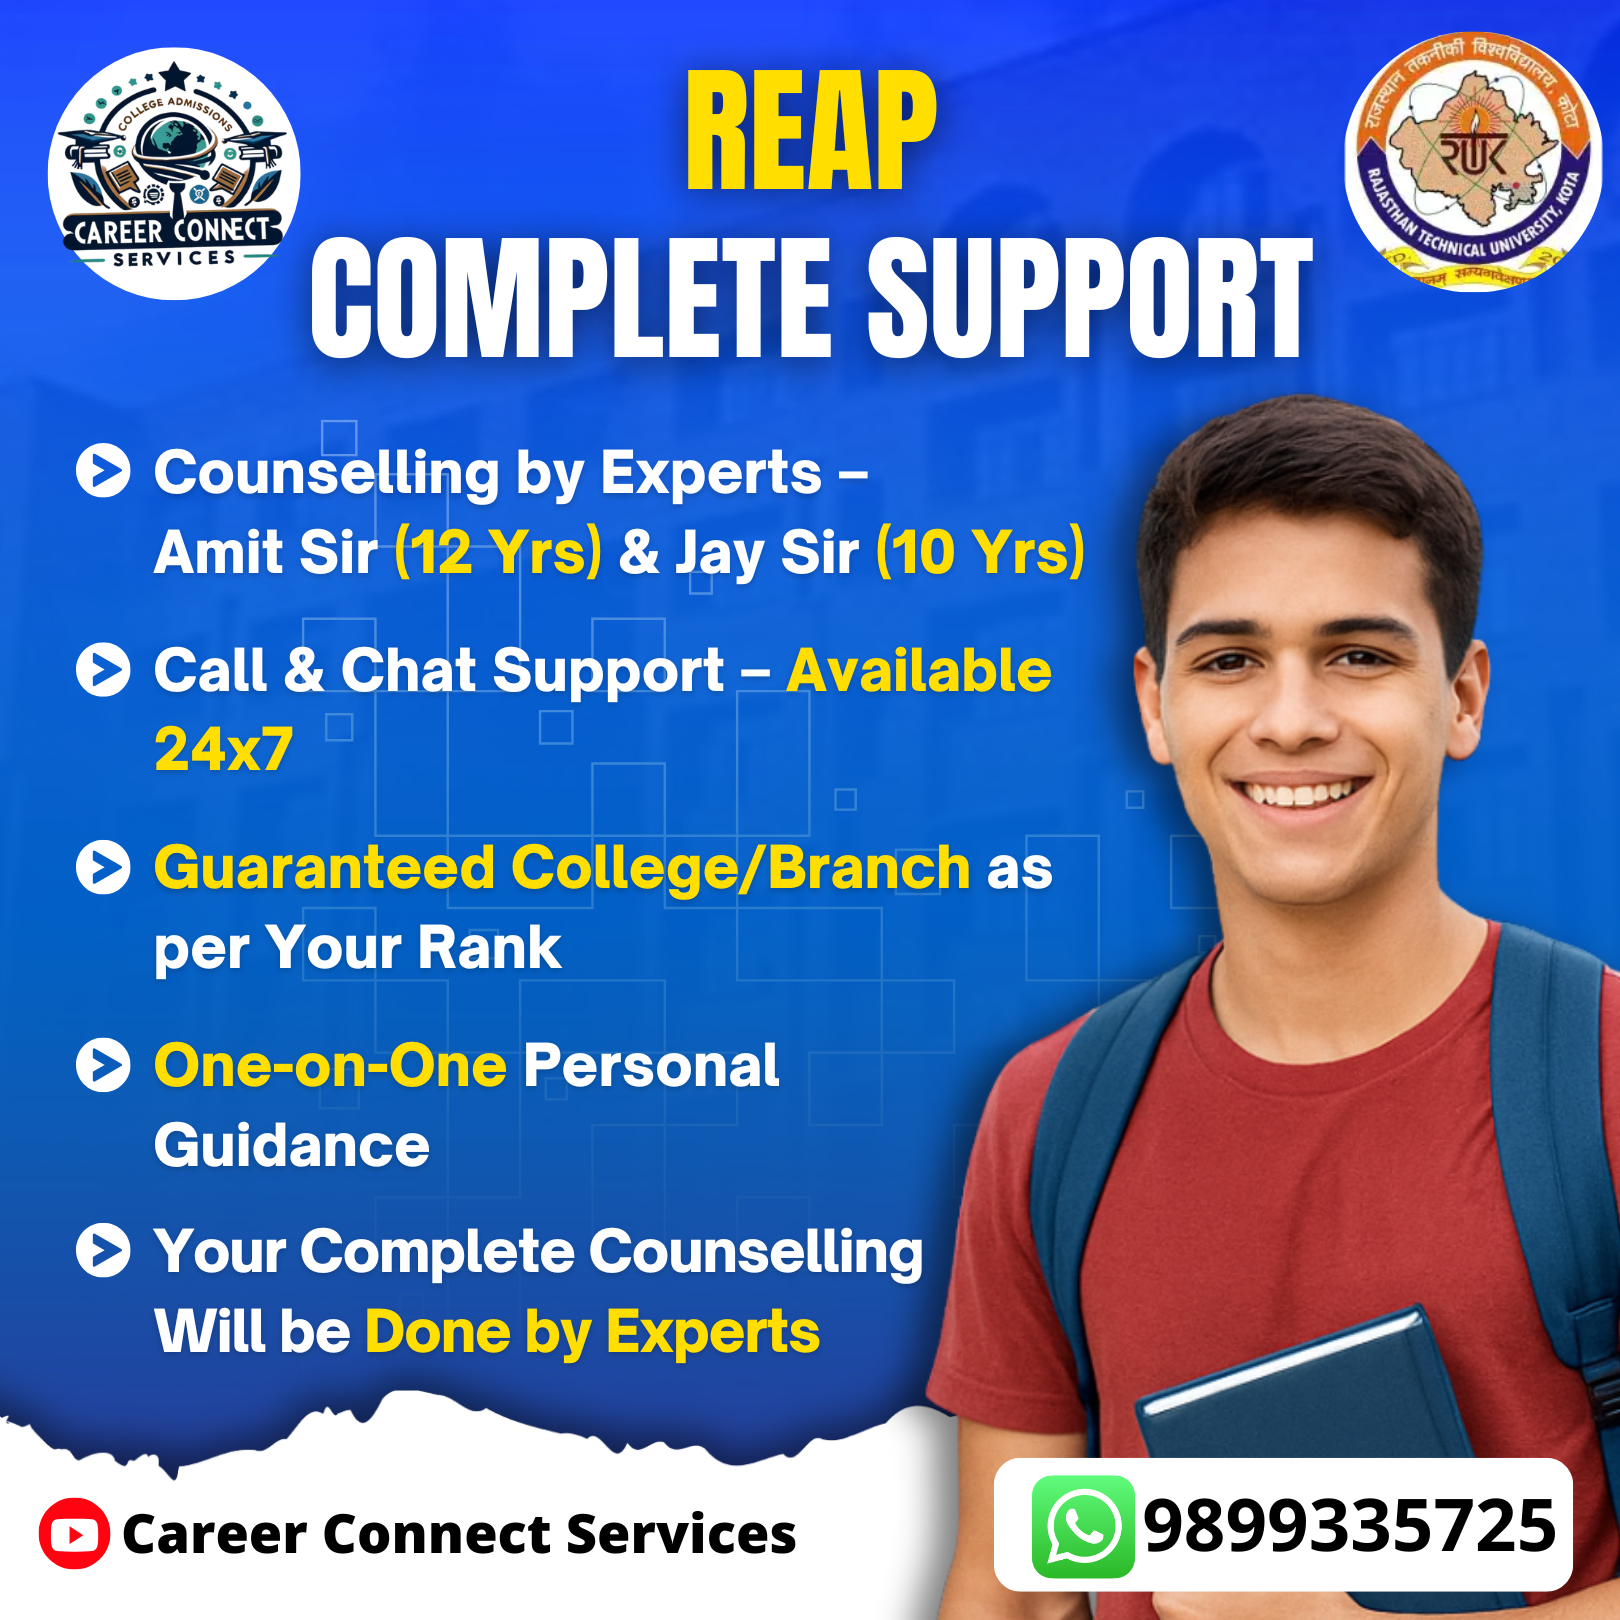 COLLEGE ADMISSIONS
CAREER CONNECT
SERVICES
REAP
COMPLETE SUPPORT
राजस्थान तकनीकी विश्वविद्यालय, कोटा
RAJASTHAN TECHNICAL UNIVERSITY, KOTA
Counselling by Experts –
Amit Sir (12 Yrs) & Jay Sir (10 Yrs)
Call & Chat Support – Available
24x7
Guaranteed College/Branch as
per Your Rank
One-on-One Personal
Guidance
Your Complete Counselling
Will be Done by Experts
Career Connect Services
9899335725